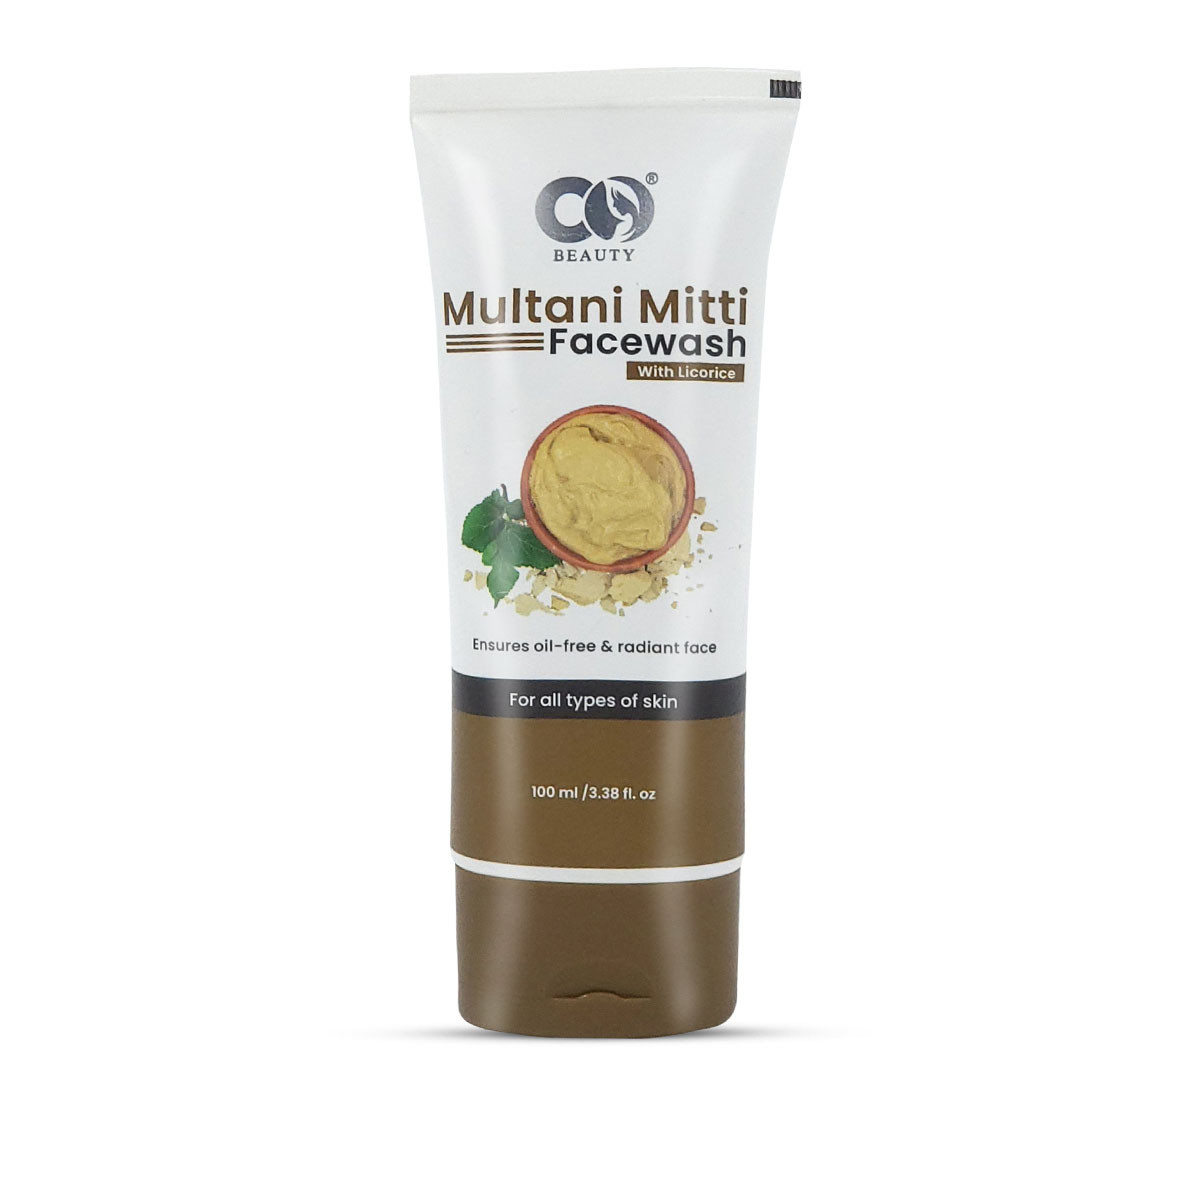 CO®
BEAUTY
Multani Mitti
Facewash
With Licorice
Ensures oil-free & radiant face
For all types of skin
100 ml /3.38 fl. oz